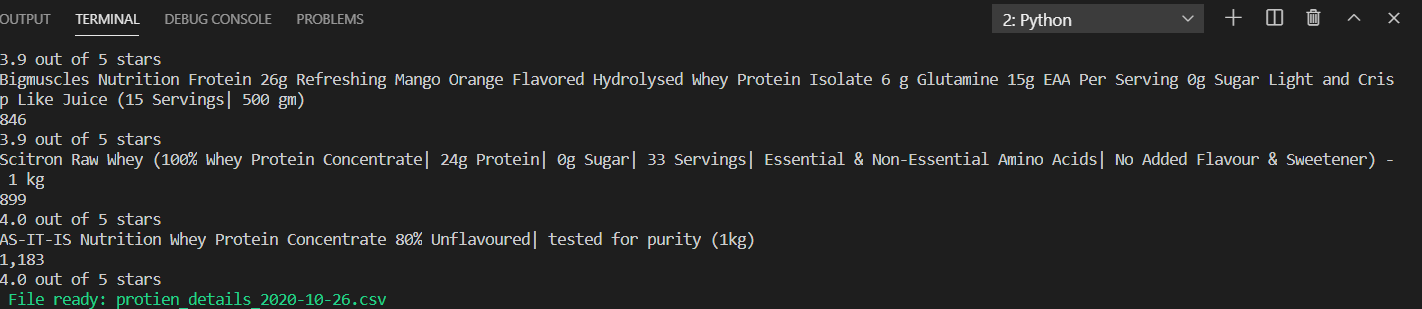 OUTPUT TERMINAL DEBUG CONSOLE PROBLEMS 2: Python
3.9 out of 5 stars
Bigmuscles Nutrition Frotein 26g Refreshing Mango Orange Flavored Hydrolysed Whey Protein Isolate 6 g Glutamine 15g EAA Per Serving 0g Sugar Light and Cris
p Like Juice (15 Servings| 500 gm)
846
3.9 out of 5 stars
Scitron Raw Whey (100% Whey Protein Concentrate| 24g Protein| 0g Sugar| 33 Servings| Essential & Non-Essential Amino Acids| No Added Flavour & Sweetener) -
1 kg
899
4.0 out of 5 stars
AS-IT-IS Nutrition Whey Protein Concentrate 80% Unflavoured| tested for purity (1kg)
1,183
4.0 out of 5 stars
File ready: protien_details_2020-10-26.csv